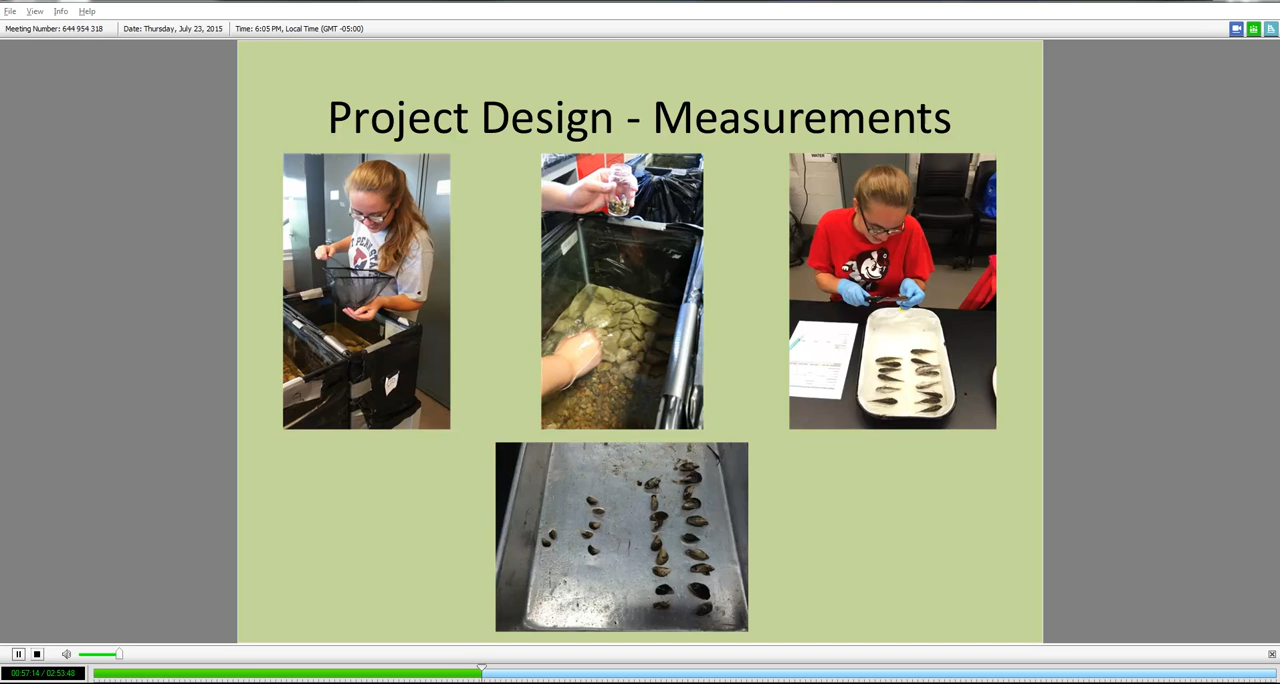 File View Info Help
Meeting Number: 644 954 318 Date: Thursday, July 23, 2015 Time: 6:05 PM, Local Time (GMT -05:00)
Project Design - Measurements
WATER
00:57:14 / 02:53:48